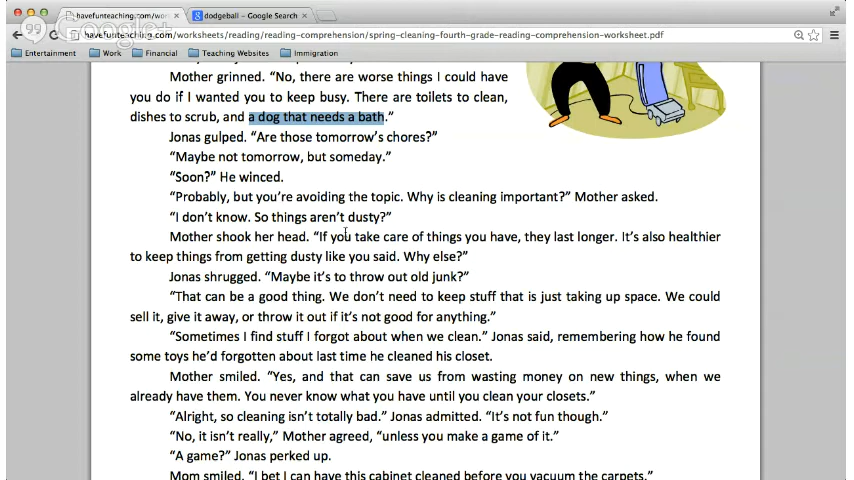 havefunteaching.com/wor
dodgeball - Google Search
Google+
havefunteaching.com/worksheets/reading/reading-comprehension/spring-cleaning-fourth-grade-reading-comprehension-worksheet.pdf
Entertainment Work Financial Teaching Websites Immigration
Mother grinned. “No, there are worse things I could have
you do if I wanted you to keep busy. There are toilets to clean,
dishes to scrub, and a dog that needs a bath.”
Jonas gulped. “Are those tomorrow’s chores?”
“Maybe not tomorrow, but someday.”
“Soon?” He winced.
“Probably, but you’re avoiding the topic. Why is cleaning important?” Mother asked.
“I don’t know. So things aren’t dusty?”
Mother shook her head. “If you take care of things you have, they last longer. It’s also healthier
to keep things from getting dusty like you said. Why else?”
Jonas shrugged. “Maybe it’s to throw out old junk?”
“That can be a good thing. We don’t need to keep stuff that is just taking up space. We could
sell it, give it away, or throw it out if it’s not good for anything.”
“Sometimes I find stuff I forgot about when we clean.” Jonas said, remembering how he found
some toys he’d forgotten about last time he cleaned his closet.
Mother smiled. “Yes, and that can save us from wasting money on new things, when we
already have them. You never know what you have until you clean your closets.”
“Alright, so cleaning isn’t totally bad.” Jonas admitted. “It’s not fun though.”
“No, it isn’t really,” Mother agreed, “unless you make a game of it.”
“A game?” Jonas perked up.
Mom smiled. “I bet I can have this cabinet cleaned before you vacuum the carpets.”